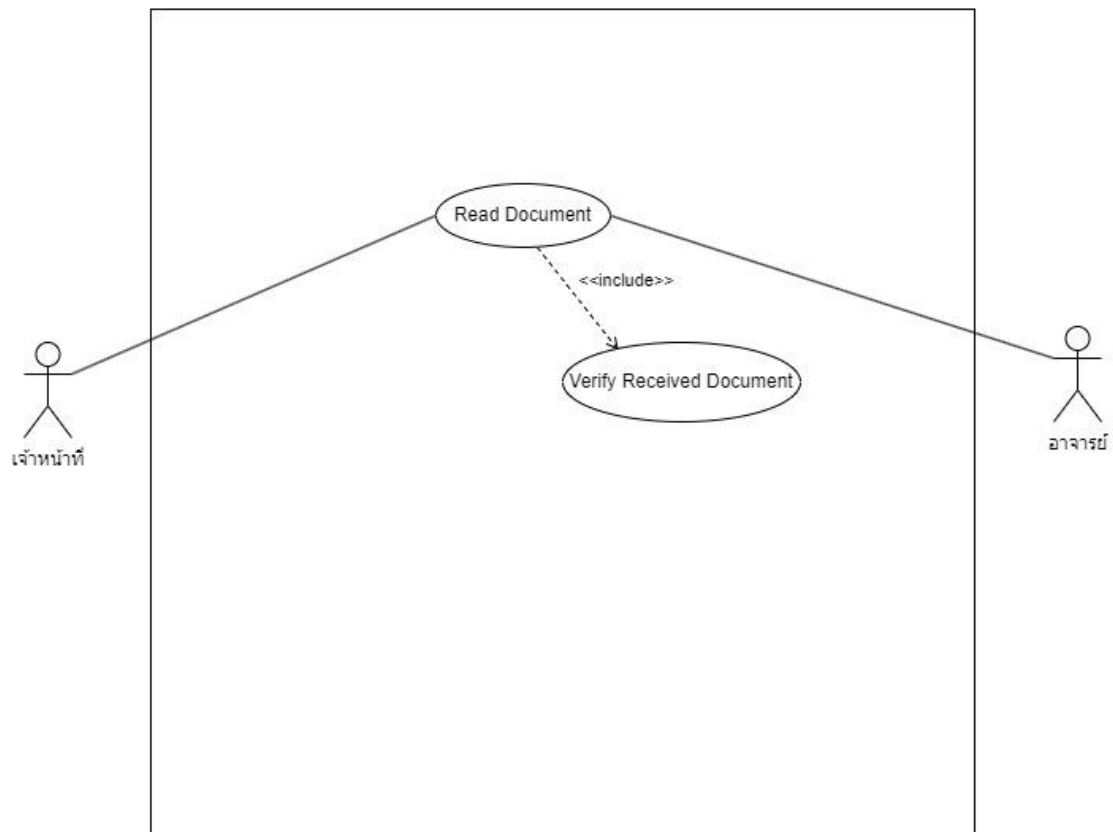 Read Document
<<include>>
Verify Received Document
เจ้าหน้าที่
อาจารย์